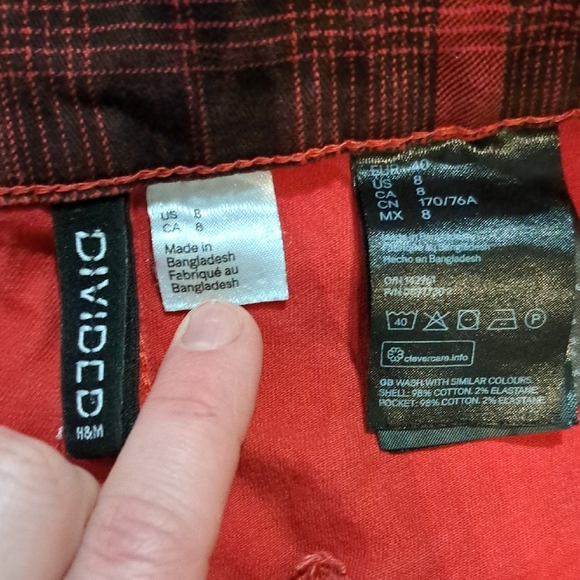 DIVIDED
H&M
US 8
CA 8
Made in
Bangladesh
Fabriqué au
Bangladesh
EUR 40
US 8
CA 8
CN 170/76A
MX 8
Hecho en Bangladesh
40
P
clevercare.info
GB WASH WITH SIMILAR COLOURS.
SHELL: 98% COTTON. 2% ELASTANE.
POCKET: 98% COTTON. 2% ELASTANE.